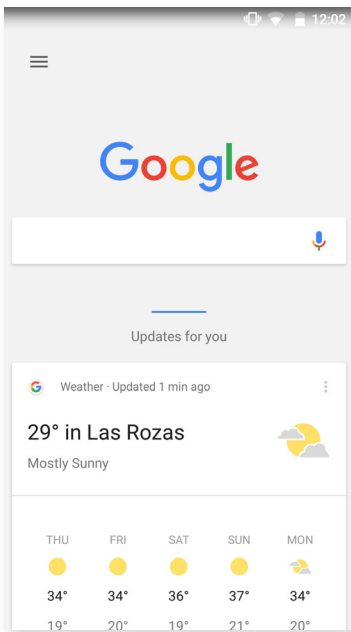 12:02
Google
Updates for you
Weather · Updated 1 min ago
29° in Las Rozas
Mostly Sunny
THU FRI SAT SUN MON
34° 34° 36° 37° 34°
19° 20° 19° 21° 20°